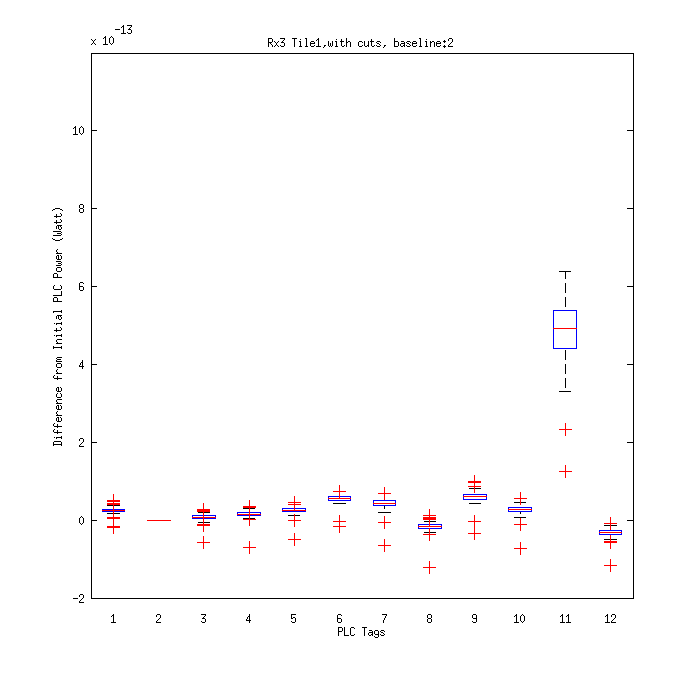 x 10-13
Rx3 Tile1,with cuts, baseline:2
Difference from Initial PLC Power (Watt)
10
8
6
4
2
0
-2
1 2 3 4 5 6 7 8 9 10 11 12
PLC Tags